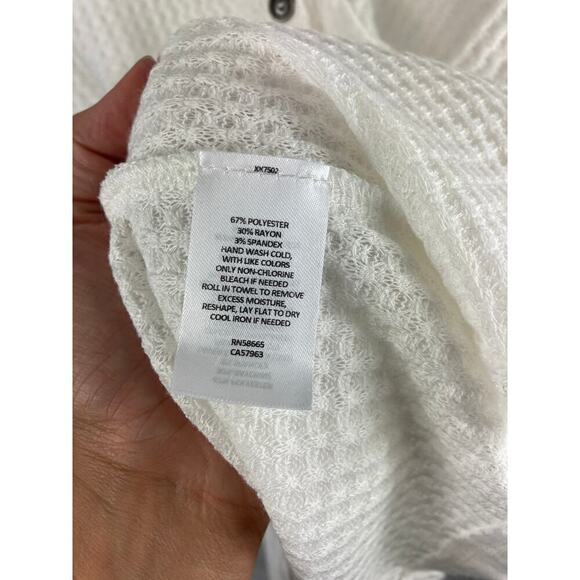 XK7502
67% POLYESTER
30% RAYON
3% SPANDEX
HAND WASH COLD,
WITH LIKE COLORS
ONLY NON-CHLORINE
BLEACH IF NEEDED
ROLL IN TOWEL TO REMOVE
EXCESS MOISTURE,
RESHAPE, LAY FLAT TO DRY
COOL IRON IF NEEDED
RN58665
CA57963